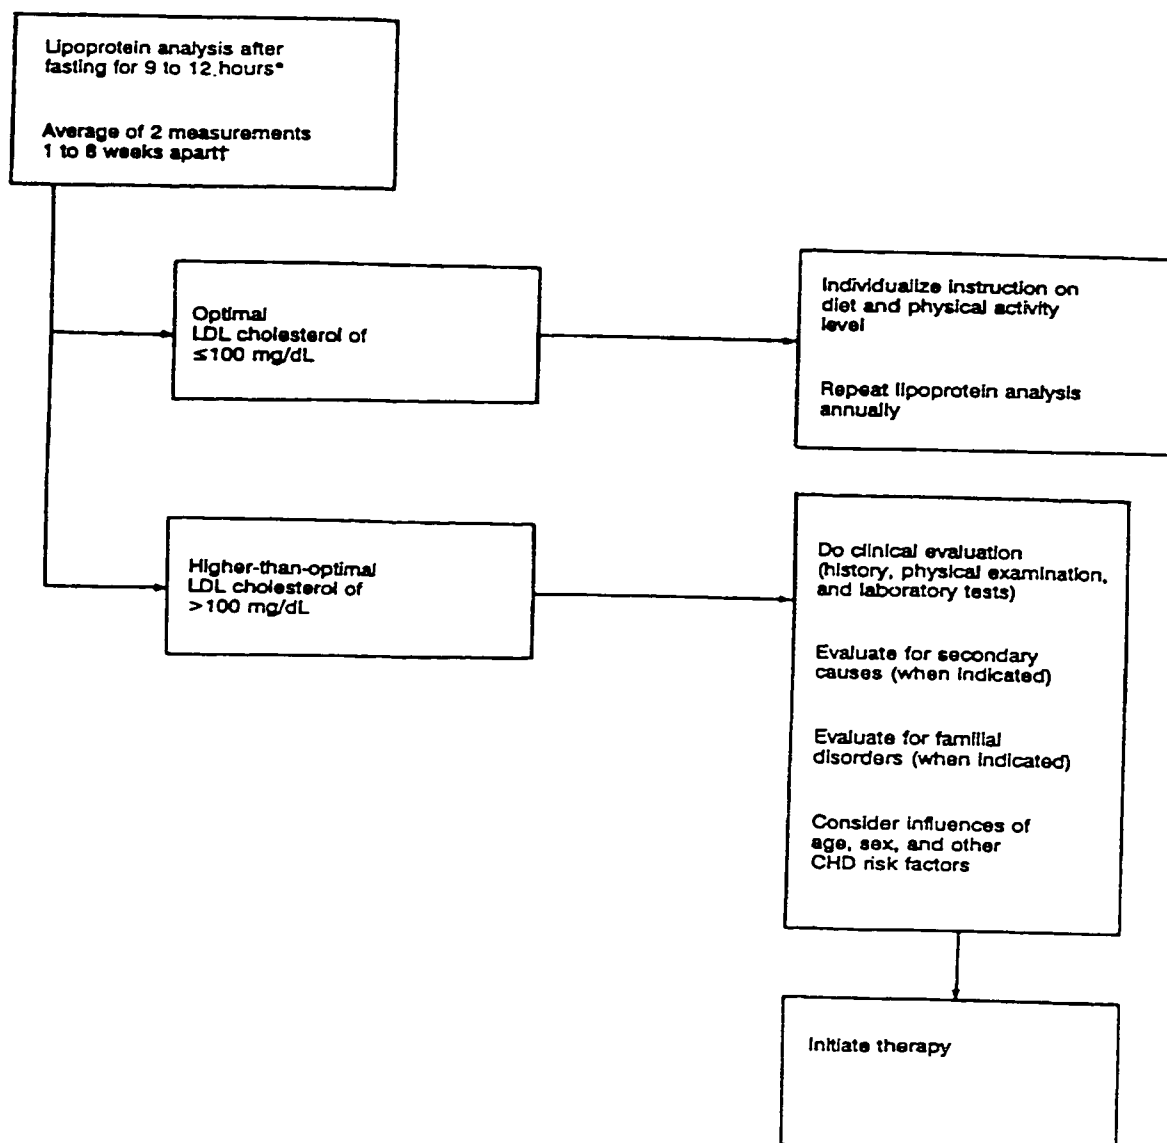 Lipoprotein analysis after
fasting for 9 to 12 hours*
Average of 2 measurements
1 to 8 weeks apart†
Optimal
LDL cholesterol of
≤100 mg/dL
Individualize instruction on
diet and physical activity
level
Repeat lipoprotein analysis
annually
Higher-than-optimal
LDL cholesterol of
>100 mg/dL
Do clinical evaluation
(history, physical examination,
and laboratory tests)
Evaluate for secondary
causes (when indicated)
Evaluate for familial
disorders (when indicated)
Consider influences of
age, sex, and other
CHD risk factors
Initiate therapy